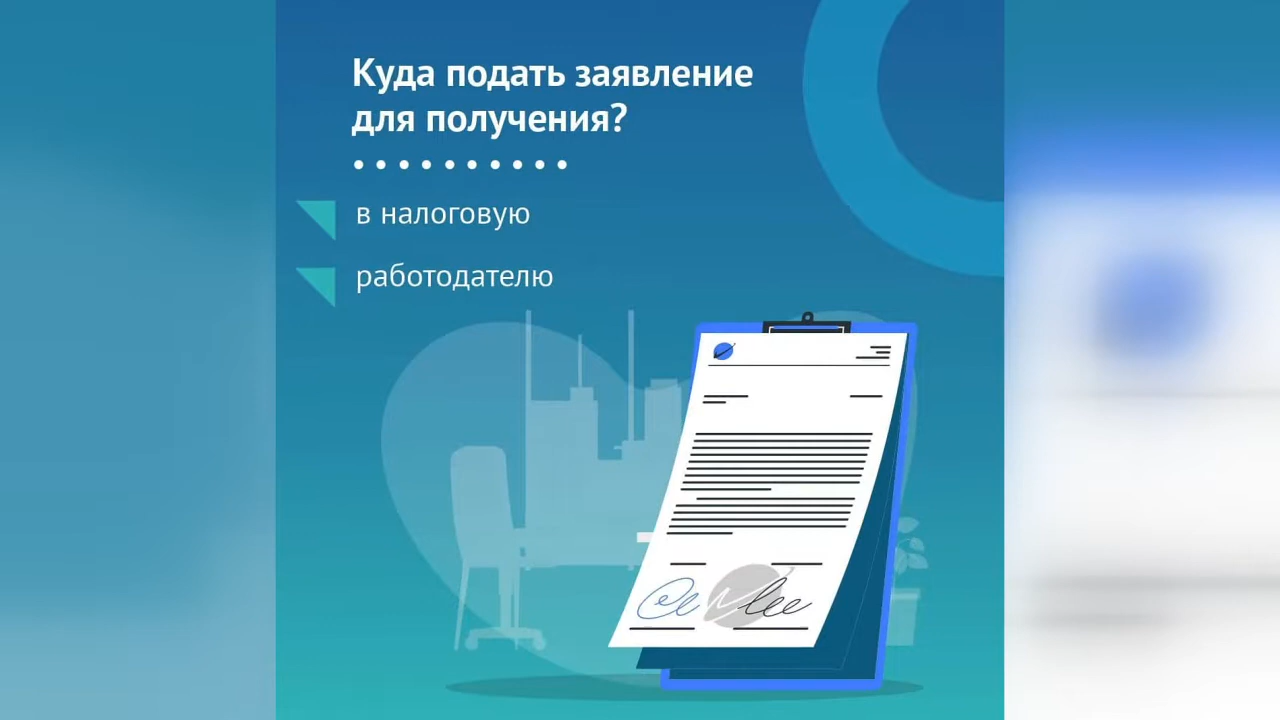 Куда подать заявление
для получения?
в налоговую
работодателю